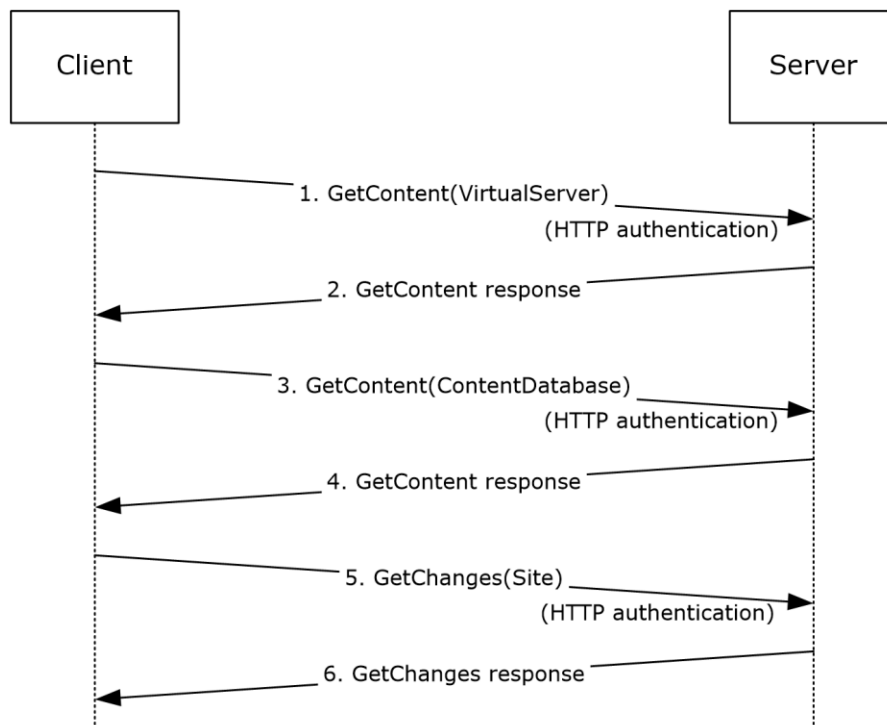 Client
Server
1. GetContent(VirtualServer)
(HTTP authentication)
2. GetContent response
3. GetContent(ContentDatabase)
(HTTP authentication)
4. GetContent response
5. GetChanges(Site)
(HTTP authentication)
6. GetChanges response